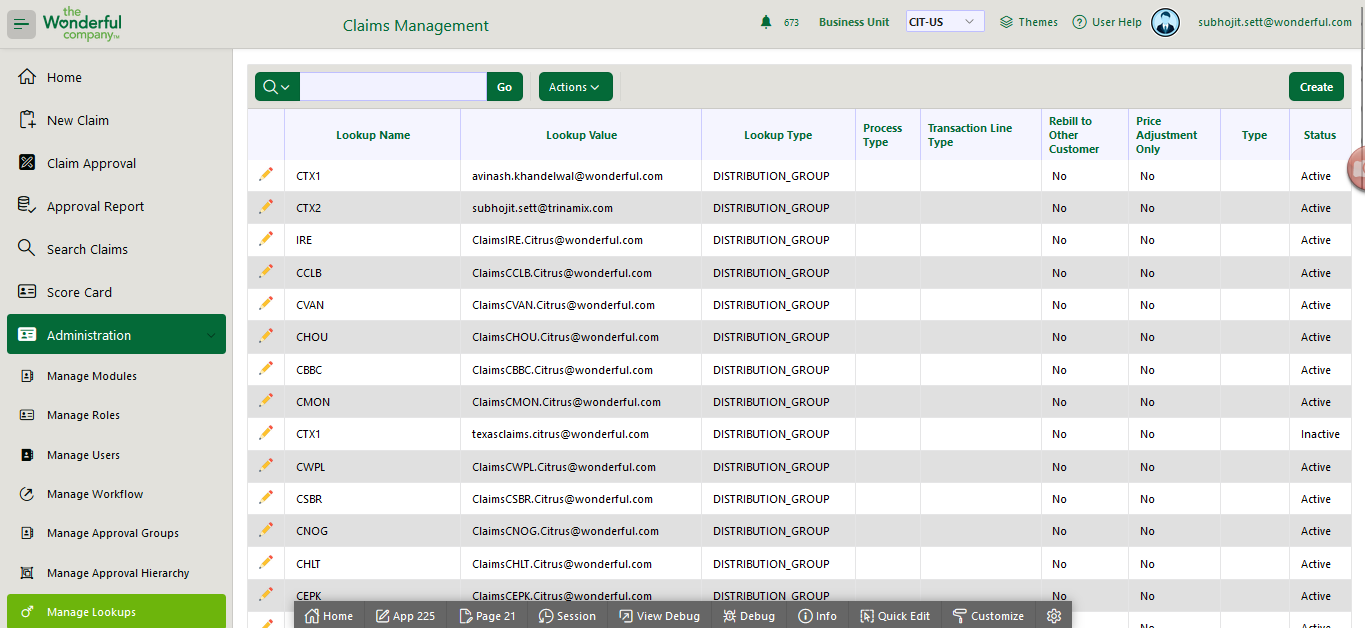 the
Wonderful
company™
Claims Management
673
Business Unit
CIT-US
Themes
User Help
subhojit.sett@wonderful.com
Home
New Claim
Claim Approval
Approval Report
Search Claims
Score Card
Administration
Manage Modules
Manage Roles
Manage Users
Manage Workflow
Manage Approval Groups
Manage Approval Hierarchy
Manage Lookups
Go
Actions
Create
Lookup Name Lookup Value Lookup Type Process Type Transaction Line Type Rebill to Other Customer Price Adjustment Only Type Status
CTX1 avinash.khandelwal@wonderful.com DISTRIBUTION_GROUP No No Active
CTX2 subhojit.sett@trinamix.com DISTRIBUTION_GROUP No No Active
IRE ClaimsIRE.Citrus@wonderful.com DISTRIBUTION_GROUP No No Active
CCLB ClaimsCCLB.Citrus@wonderful.com DISTRIBUTION_GROUP No No Active
CVAN ClaimsCVAN.Citrus@wonderful.com DISTRIBUTION_GROUP No No Active
CHOU ClaimsCHOU.Citrus@wonderful.com DISTRIBUTION_GROUP No No Active
CBBC ClaimsCBBC.Citrus@wonderful.com DISTRIBUTION_GROUP No No Active
CMON ClaimsCMON.Citrus@wonderful.com DISTRIBUTION_GROUP No No Active
CTX1 texasclaims.citrus@wonderful.com DISTRIBUTION_GROUP No No Inactive
CWPL ClaimsCWPL.Citrus@wonderful.com DISTRIBUTION_GROUP No No Active
CSBR ClaimsCSBR.Citrus@wonderful.com DISTRIBUTION_GROUP No No Active
CNOG ClaimsCNOG.Citrus@wonderful.com DISTRIBUTION_GROUP No No Active
CHLT ClaimsCHLT.Citrus@wonderful.com DISTRIBUTION_GROUP No No Active
CEPK ClaimsCEPK.Citrus@wonderful.com DISTRIBUTION_GROUP No No Active
No No Active
Home App 225 Page 21 Session View Debug Debug Info Quick Edit Customize